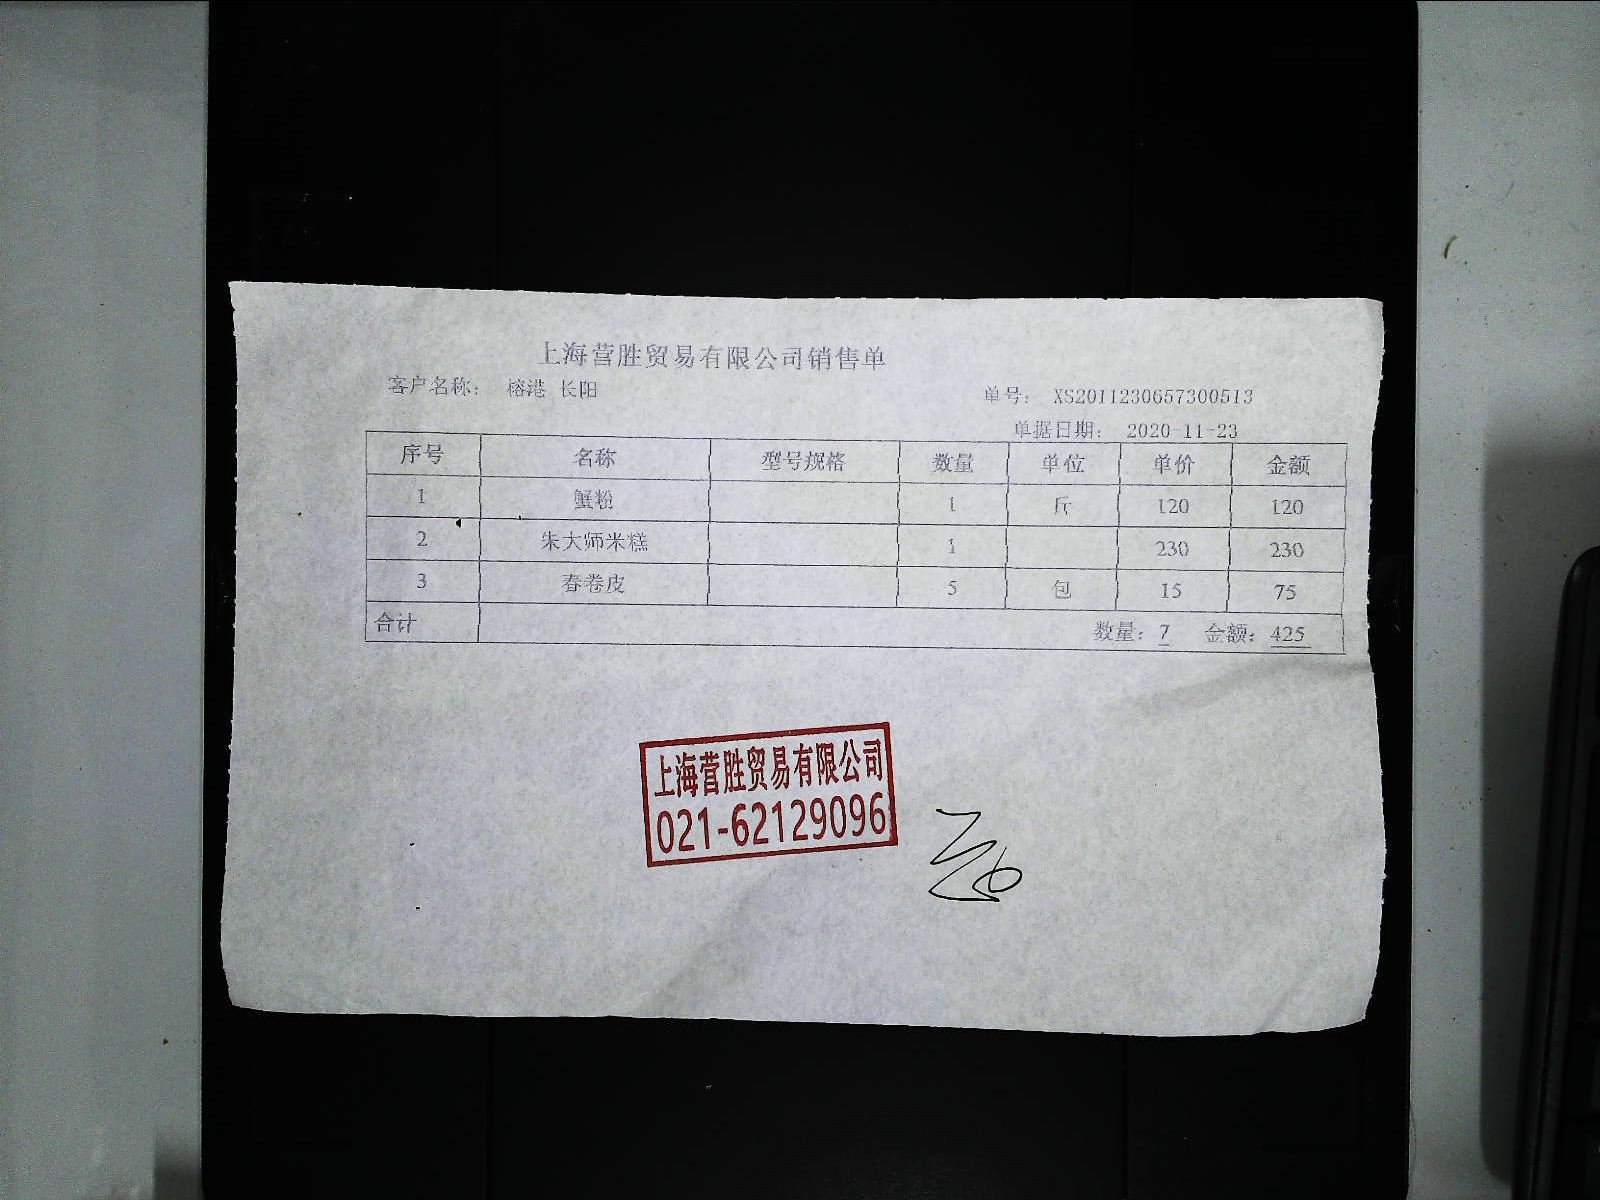 上海营胜贸易有限公司销售单
客户名称: 榕港 长阳 单号: XS2011230657300513
单据日期: 2020-11-23
序号 名称 型号规格 数量 单位 单价 金额
1 蟹粉 1 斤 120 120
2 朱大师米糕 1 230 230
3 春卷皮 5 包 15 75
合计 数量: 7 金额: 425
上海营胜贸易有限公司
021-62129096